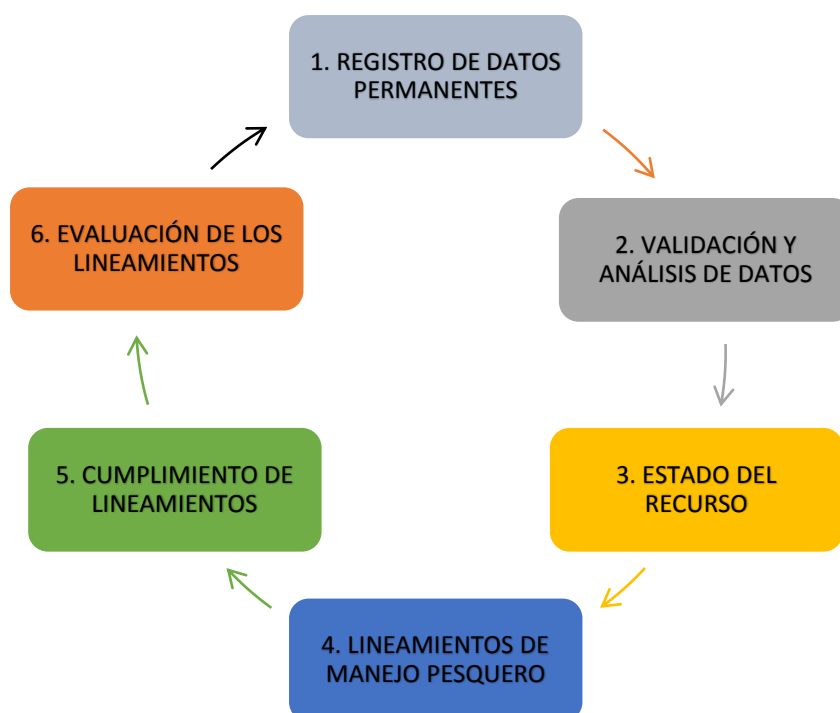 1. REGISTRO DE DATOS
PERMANENTES
2. VALIDACIÓN Y
ANÁLISIS DE DATOS
3. ESTADO DEL
RECURSO
4. LINEAMIENTOS DE
MANEJO PESQUERO
5. CUMPLIMIENTO DE
LINEAMIENTOS
6. EVALUACIÓN DE LOS
LINEAMIENTOS